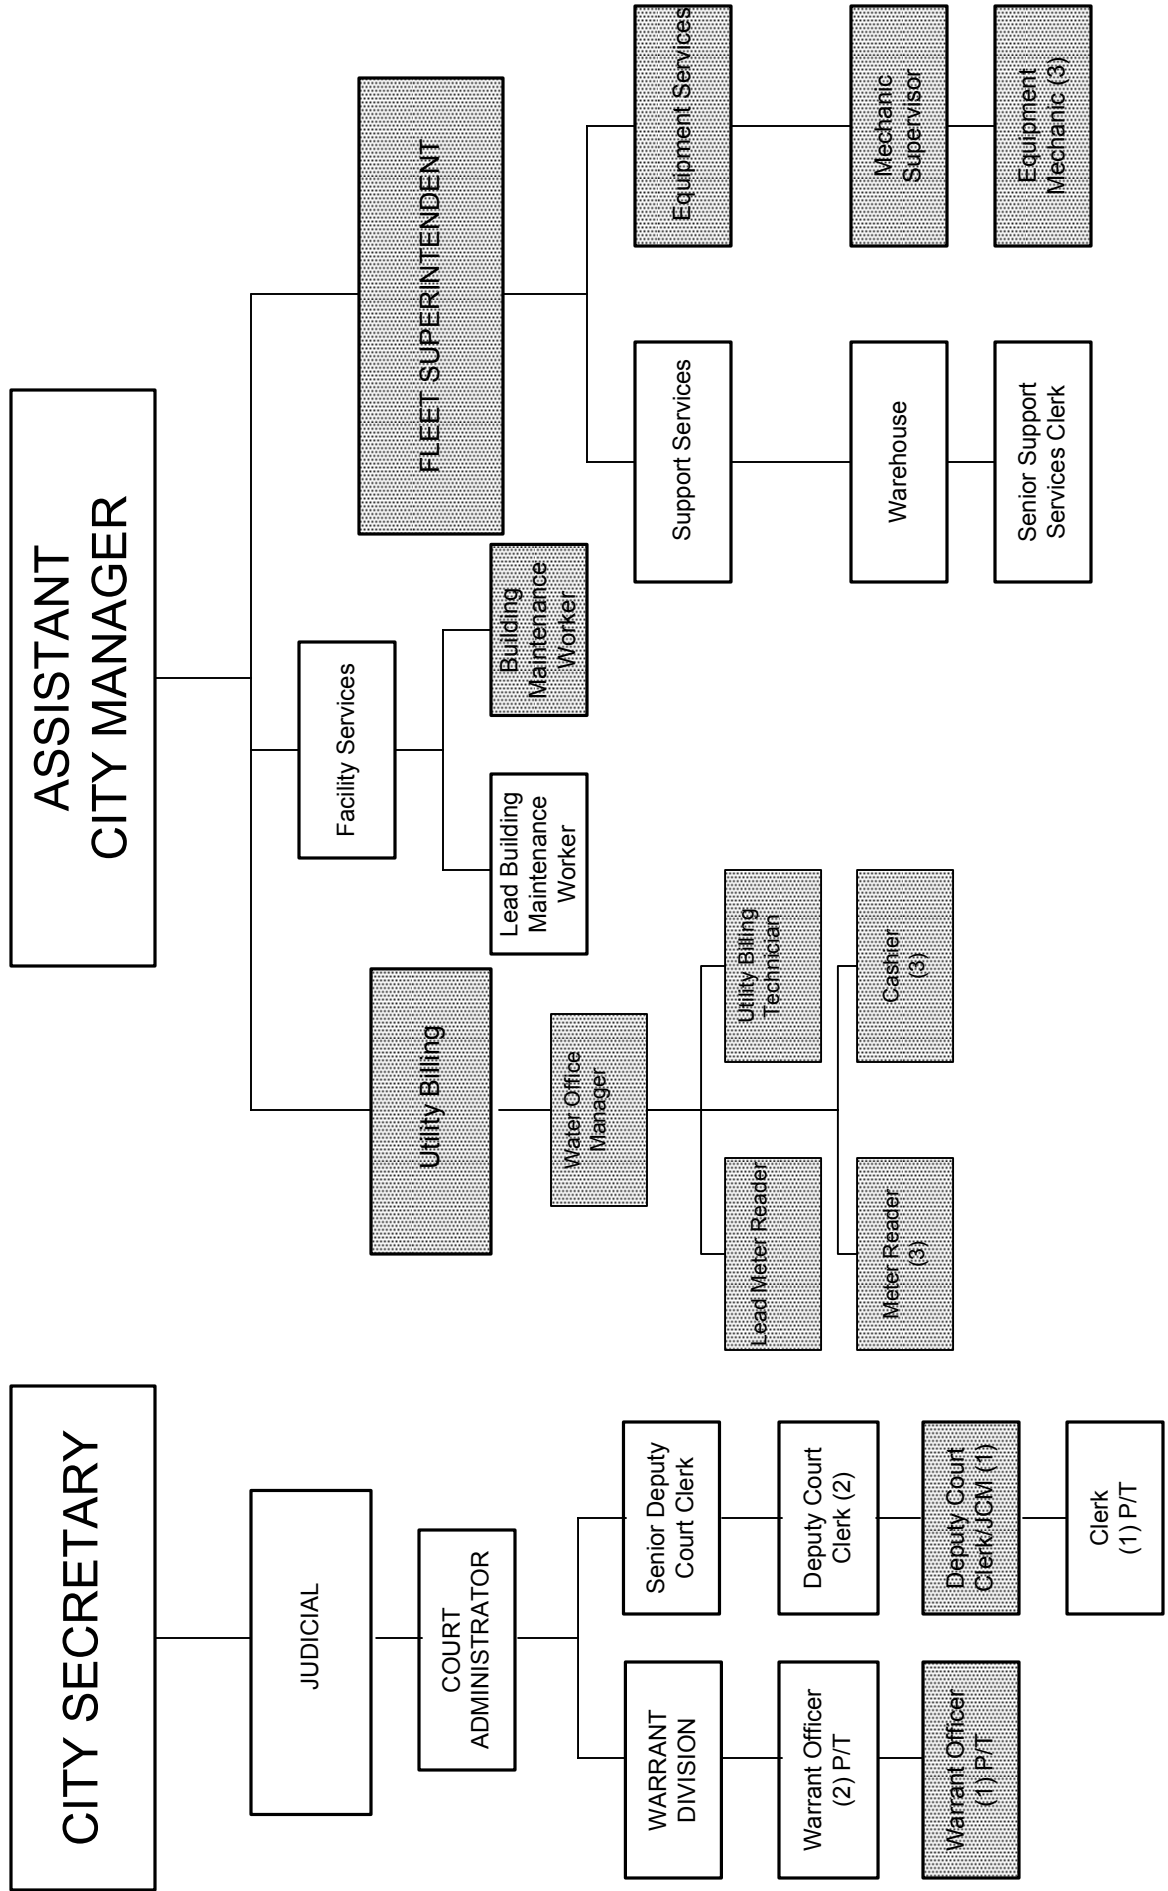 CITY SECRETARY
JUDICIAL
COURT
ADMINISTRATOR
WARRANT
DIVISION
Warrant Officer
(2) P/T
Warrant Officer
(1) P/T
Senior Deputy
Court Clerk
Deputy Court
Clerk (2)
Deputy Court
Clerk/JCM (1)
Clerk
(1) P/T
ASSISTANT
CITY MANAGER
Utility Billing
Water Office
Manager
Lead Meter Reader
Utility Billing
Technician
Meter Reader
(3)
Cashier
(3)
Facility Services
Lead Building
Maintenance
Worker
Building
Maintenance
Worker
FLEET SUPERINTENDENT
Support Services
Warehouse
Senior Support
Services Clerk
Equipment Services
Mechanic
Supervisor
Equipment
Mechanic (3)